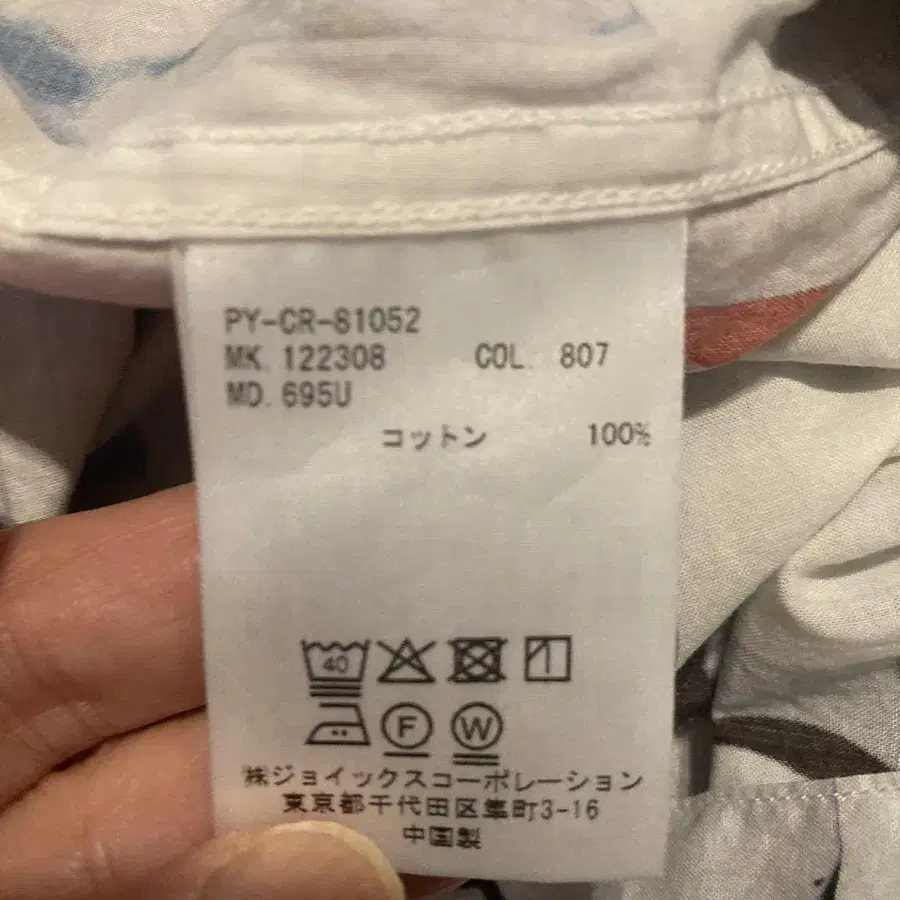 PY-CR-81052
MK. 122308 COL. 807
MD. 695U
コットン 100%
40
F W
㈱ジョイックスコーポレーション
東京都千代田区隼町3-16
中国製